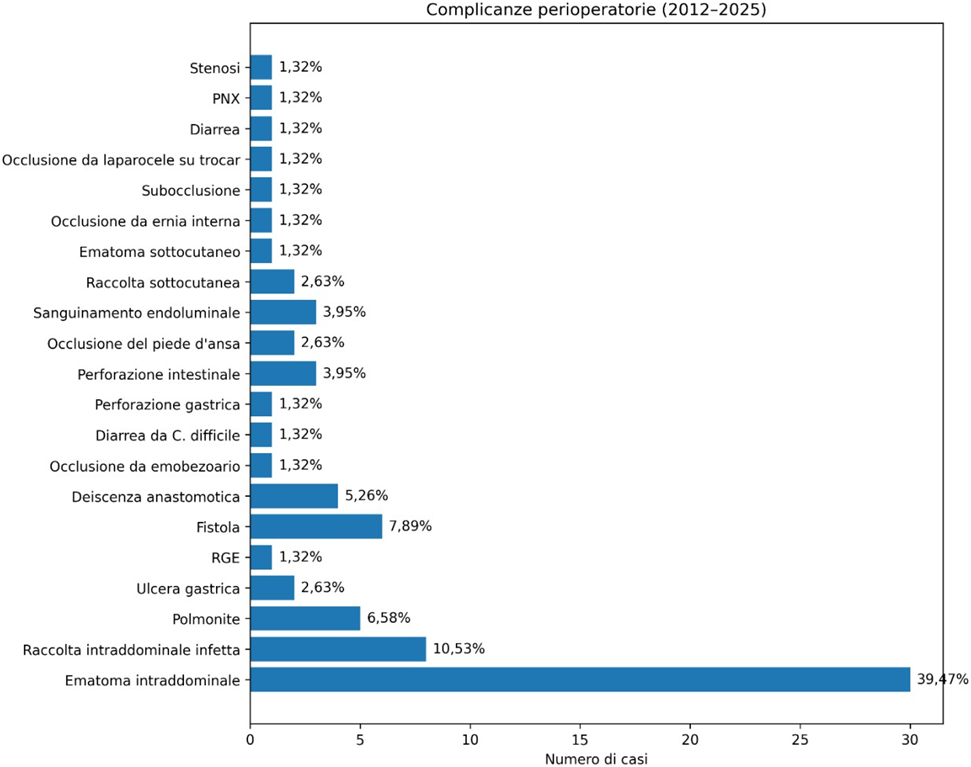 Complicanze perioperatorie (2012–2025)
Stenosi 1,32%
PNX 1,32%
Diarrea 1,32%
Occlusione da laparocele su trocar 1,32%
Subocclusione 1,32%
Occlusione da ernia interna 1,32%
Ematoma sottocutaneo 1,32%
Raccolta sottocutanea 2,63%
Sanguinamento endoluminale 3,95%
Occlusione del piede d'ansa 2,63%
Perforazione intestinale 3,95%
Perforazione gastrica 1,32%
Diarrea da C. difficile 1,32%
Occlusione da emobezoario 1,32%
Deiscenza anastomotica 5,26%
Fistola 7,89%
RGE 1,32%
Ulcera gastrica 2,63%
Polmonite 6,58%
Raccolta intraddominale infetta 10,53%
Ematoma intraddominale 39,47%
0 5 10 15 20 25 30
Numero di casi